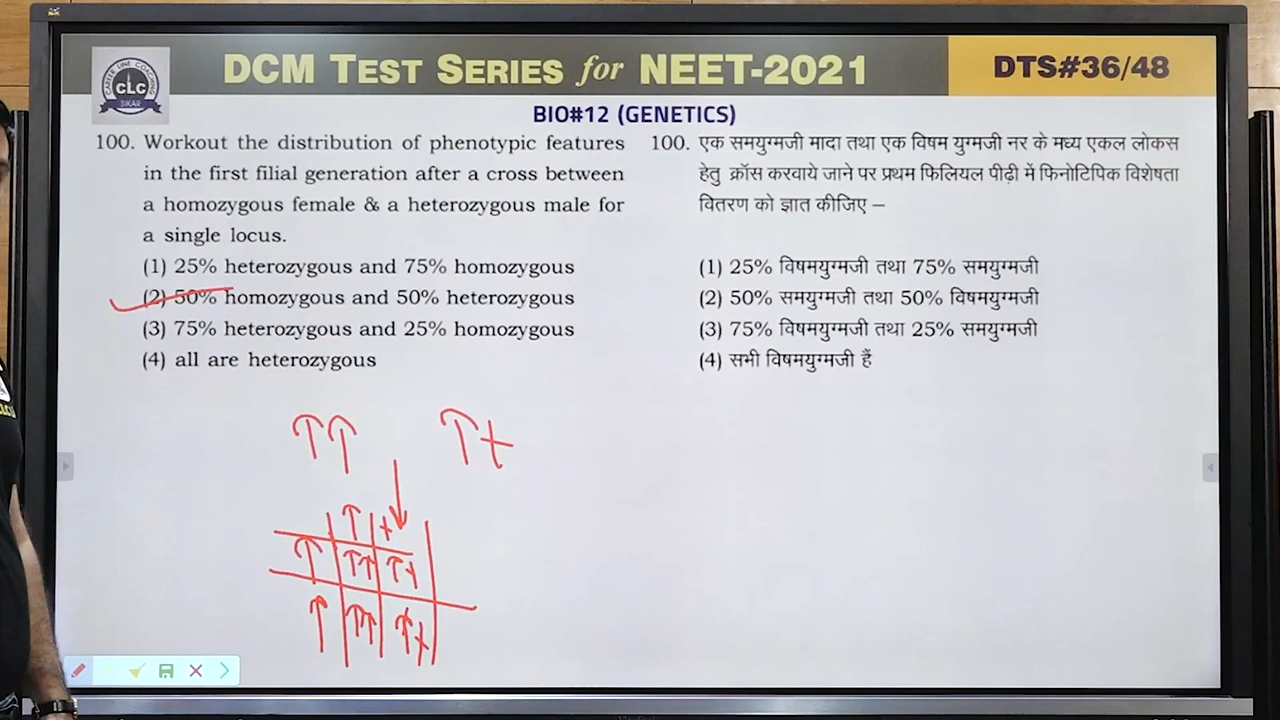 DCM TEST SERIES for NEET-2021
DTS#36/48
CAREER LINE COACHING
CLC
SIKAR
BIO#12 (GENETICS)
100. Workout the distribution of phenotypic features
in the first filial generation after a cross between
a homozygous female & a heterozygous male for
a single locus.
(1) 25% heterozygous and 75% homozygous
(2) 50% homozygous and 50% heterozygous
(3) 75% heterozygous and 25% homozygous
(4) all are heterozygous
100. एक समयुग्मजी मादा तथा एक विषम युग्मजी नर के मध्य एकल लोकस
हेतु क्रॉस करवाये जाने पर प्रथम फिलियल पीढ़ी में फिनोटिपिक विशेषता
वितरण को ज्ञात कीजिए –
(1) 25% विषमयुग्मजी तथा 75% समयुग्मजी
(2) 50% समयुग्मजी तथा 50% विषमयुग्मजी
(3) 75% विषमयुग्मजी तथा 25% समयुग्मजी
(4) सभी विषमयुग्मजी हैं
TT Tt
T t
T TT Tt
T TT Tt